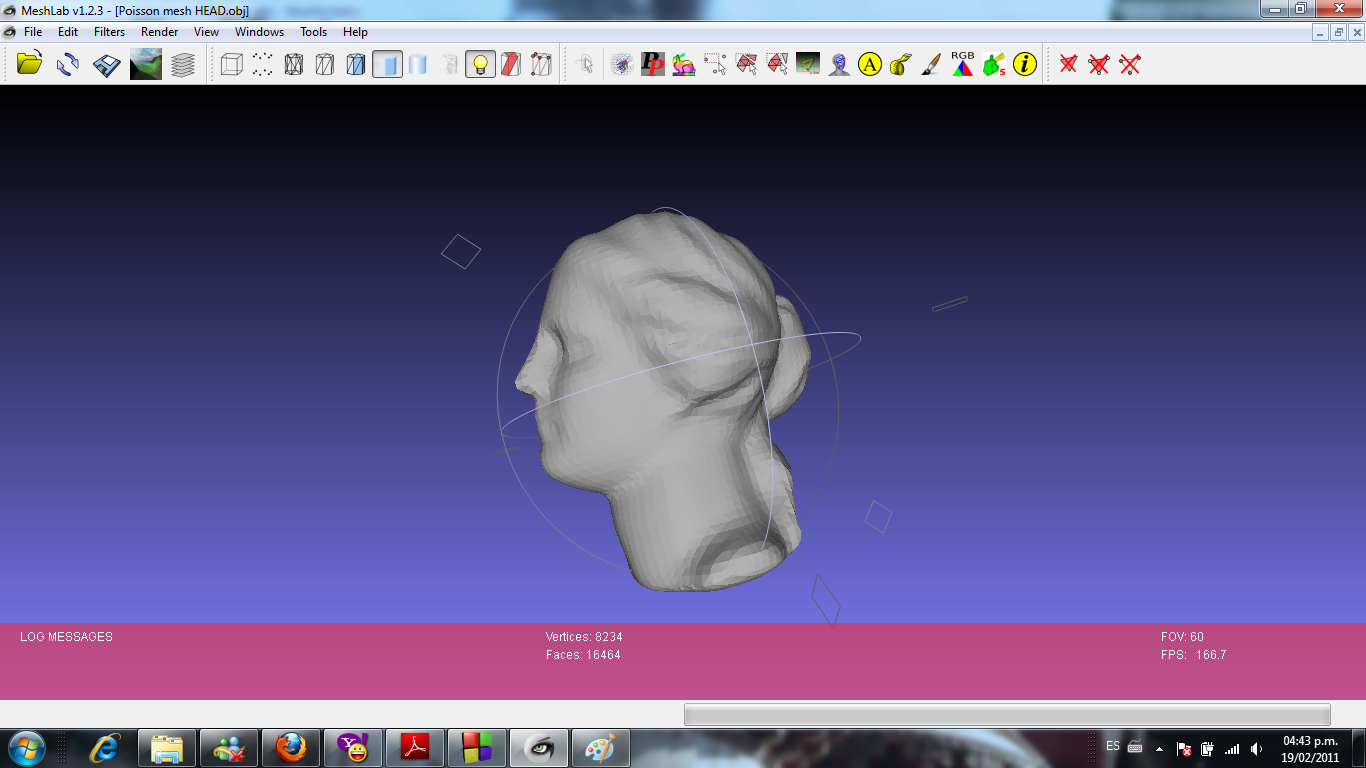 MeshLab v1.2.3 - [Poisson mesh HEAD.obj]
File Edit Filters Render View Windows Tools Help
A RGB S i
LOG MESSAGES
Vertices: 8234
Faces: 16464
FOV: 60
FPS: 166.7
ES
04:43 p.m.
19/02/2011